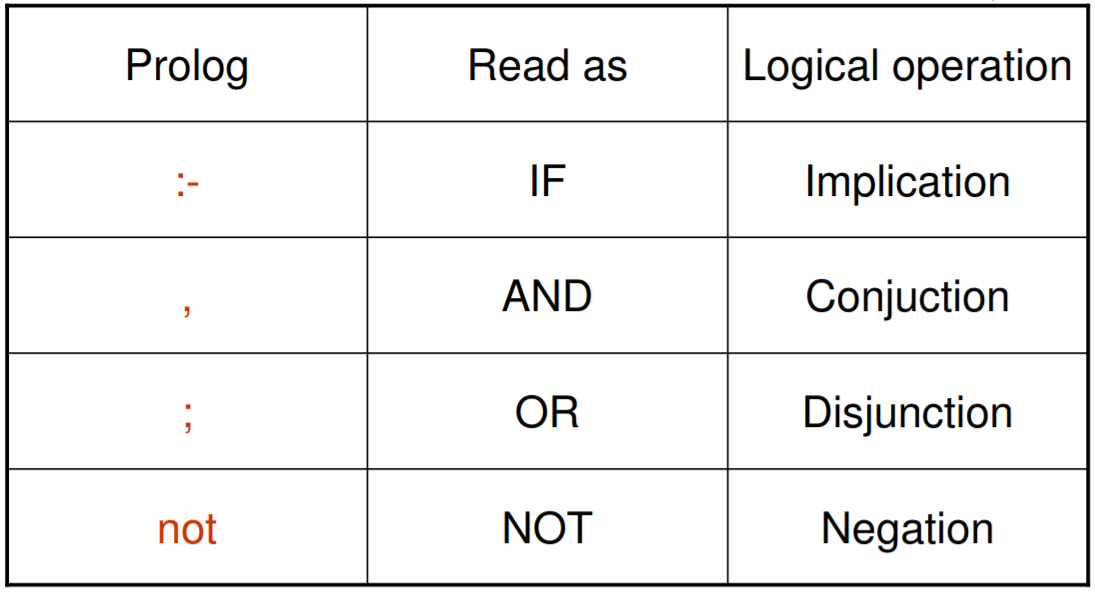 Prolog Read as Logical operation
:- IF Implication
, AND Conjuction
; OR Disjunction
not NOT Negation